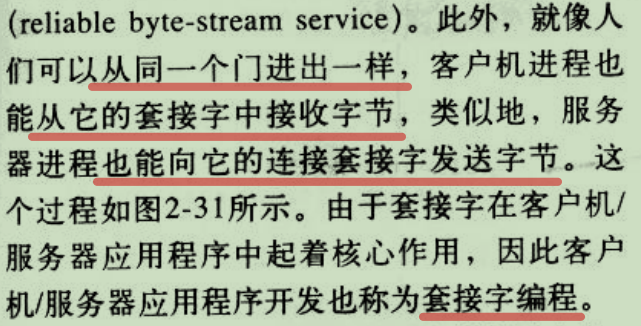 (reliable byte-stream service)。此外，就像人
们可以从同一个门进出一样，客户机进程也
能从它的套接字中接收字节，类似地，服务
器进程也能向它的连接套接字发送字节。这
个过程如图2-31所示。由于套接字在客户机/
服务器应用程序中起着核心作用，因此客户
机/服务器应用程序开发也称为套接字编程。